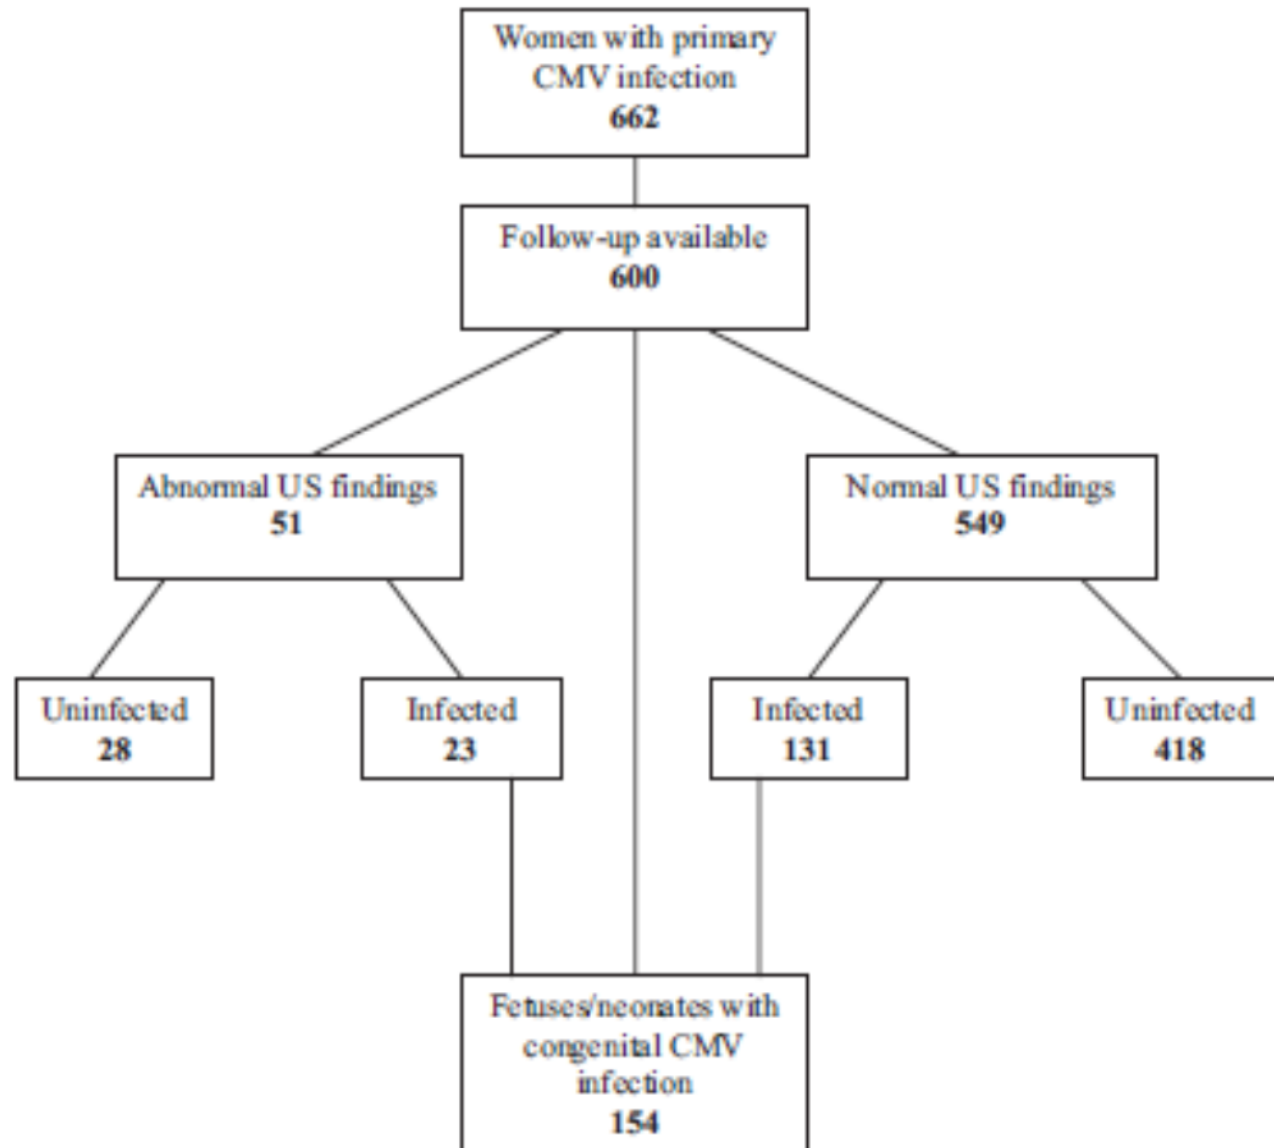 Women with primary
CMV infection
662
Follow-up available
600
Abnormal US findings
51
Normal US findings
549
Uninfected
28
Infected
23
Infected
131
Uninfected
418
Fetuses/neonates with
congenital CMV
infection
154